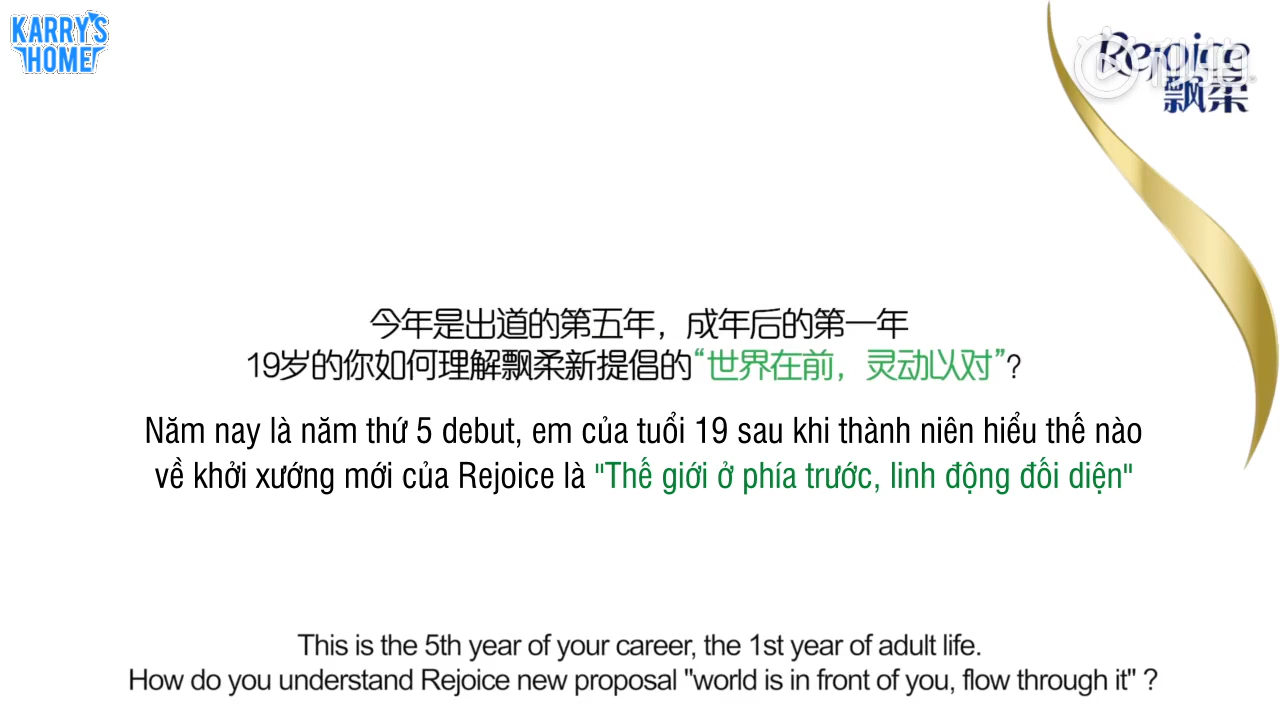 KARRY'S
HOME
Rejoice
飘柔
今年是出道的第五年，成年后的第一年
19岁的你如何理解飘柔新提倡的“世界在前，灵动以对”？
Năm nay là năm thứ 5 debut, em của tuổi 19 sau khi thành niên hiểu thế nào
về khởi xướng mới của Rejoice là "Thế giới ở phía trước, linh động đối diện"
This is the 5th year of your career, the 1st year of adult life.
How do you understand Rejoice new proposal "world is in front of you, flow through it" ?